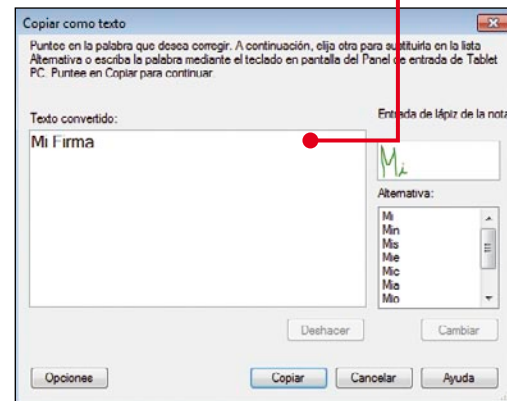 Copiar como texto
Puntee en la palabra que desea corregir. A continuación, elija otra para sustituirla en la lista
Alternativa o escriba la palabra mediante el teclado en pantalla del Panel de entrada de Tablet
PC. Puntee en Copiar para continuar.
Texto convertido:
Entrada de lápiz de la nota
Mi Firma
Mi
Alternativa:
Mi
Min
Mis
Mie
Mic
Mia
Mio
Deshacer
Cambiar
Opciones
Copiar
Cancelar
Ayuda